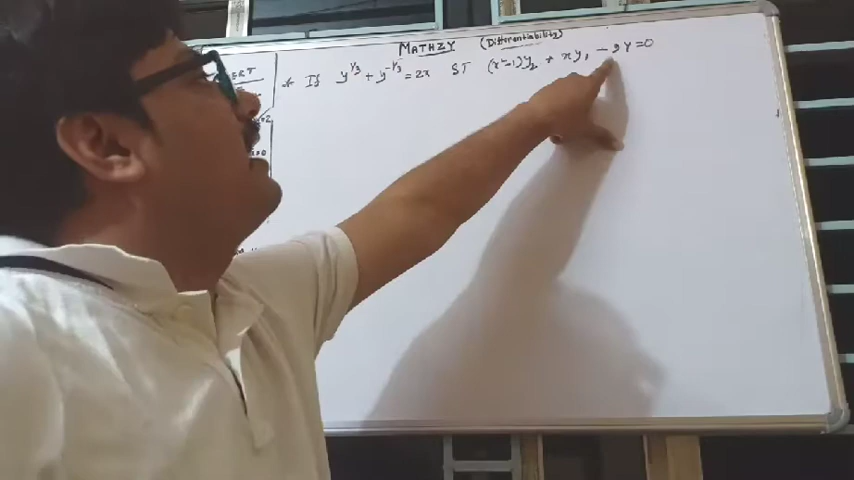 MATHZY (Differentiability)
* If y^{1/3} + y^{-1/3} = 2x ST (x²-1)y₂ + xy₁ - 9y=0